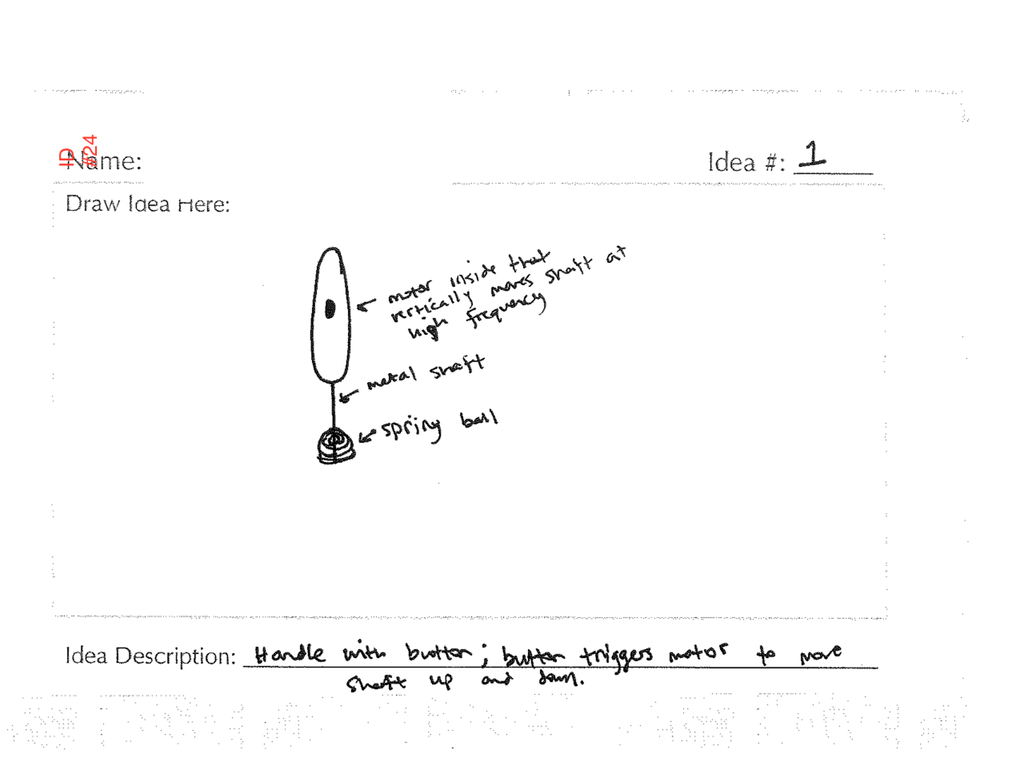 ID #24
Name:
Idea #: 1
Draw Idea Here:
motor inside that
vertically moves shaft at
high frequency
metal shaft
spring ball
Idea Description: Handle with button; button triggers motor to move
shaft up and down.